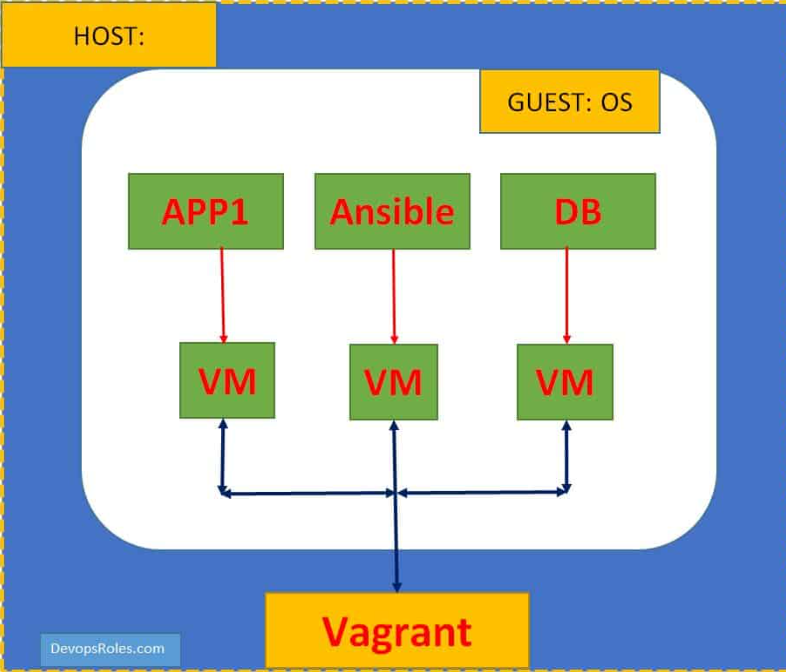 HOST:
GUEST: OS
APP1
Ansible
DB
VM
VM
VM
Vagrant
DevopsRoles.com